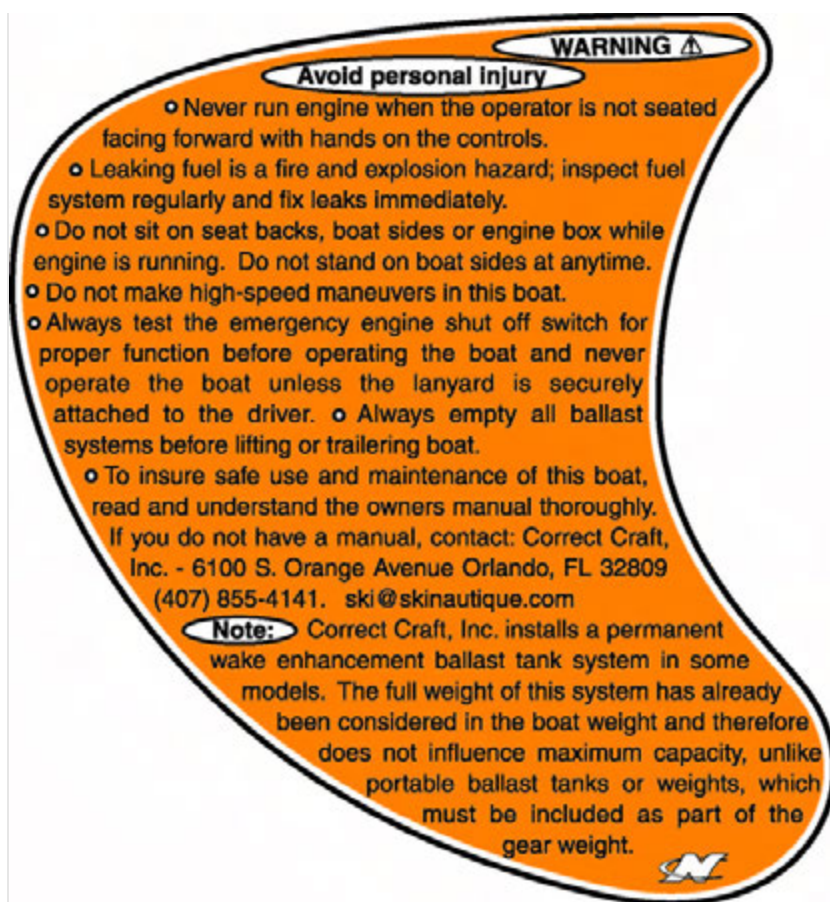 WARNING ⚠
Avoid personal injury
Never run engine when the operator is not seated
facing forward with hands on the controls.
Leaking fuel is a fire and explosion hazard; inspect fuel
system regularly and fix leaks immediately.
Do not sit on seat backs, boat sides or engine box while
engine is running. Do not stand on boat sides at anytime.
Do not make high-speed maneuvers in this boat.
Always test the emergency engine shut off switch for
proper function before operating the boat and never
operate the boat unless the lanyard is securely
attached to the driver. Always empty all ballast
systems before lifting or trailering boat.
To insure safe use and maintenance of this boat,
read and understand the owners manual thoroughly.
If you do not have a manual, contact: Correct Craft,
Inc. - 6100 S. Orange Avenue Orlando, FL 32809
(407) 855-4141. ski@skinautique.com
Note: Correct Craft, Inc. installs a permanent
wake enhancement ballast tank system in some
models. The full weight of this system has already
been considered in the boat weight and therefore
does not influence maximum capacity, unlike
portable ballast tanks or weights, which
must be included as part of the
gear weight.
N